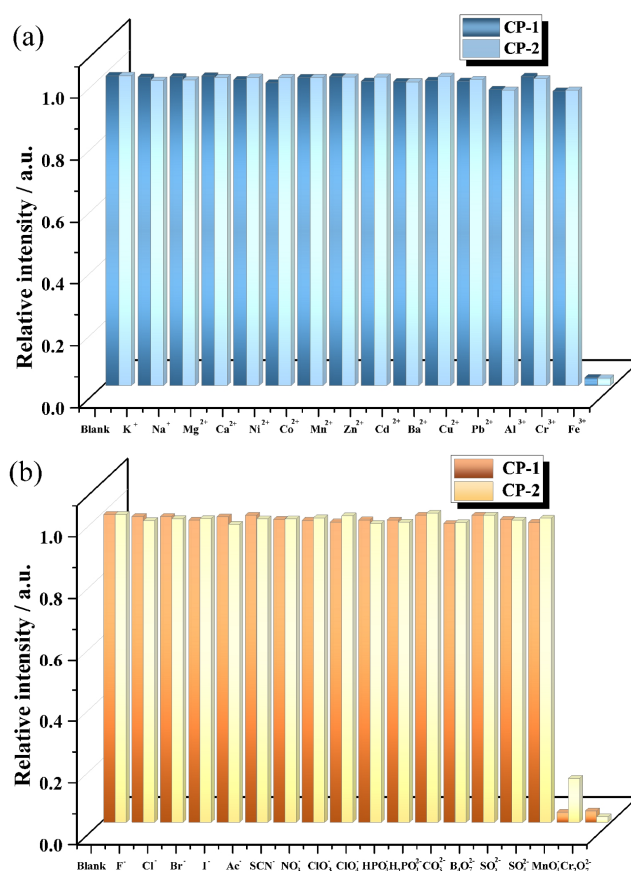 (a)
CP-1
CP-2
Relative intensity / a.u.
1.0
0.8
0.6
0.4
0.2
0.0
Blank K⁺ Na⁺ Mg²⁺ Ca²⁺ Ni²⁺ Co²⁺ Mn²⁺ Zn²⁺ Cd²⁺ Ba²⁺ Cu²⁺ Pb²⁺ Al³⁺ Cr³⁺ Fe³⁺
(b)
CP-1
CP-2
Relative intensity / a.u.
1.0
0.8
0.6
0.4
0.2
0.0
Blank F⁻ Cl⁻ Br⁻ I⁻ Ac⁻ SCN⁻ NO₃⁻ ClO₃⁻ ClO₄⁻ HPO₄⁻ H₂PO₄²⁻ CO₃²⁻ B₄O₇²⁻ SO₃²⁻ SO₄²⁻ MnO₄⁻ Cr₂O₇²⁻